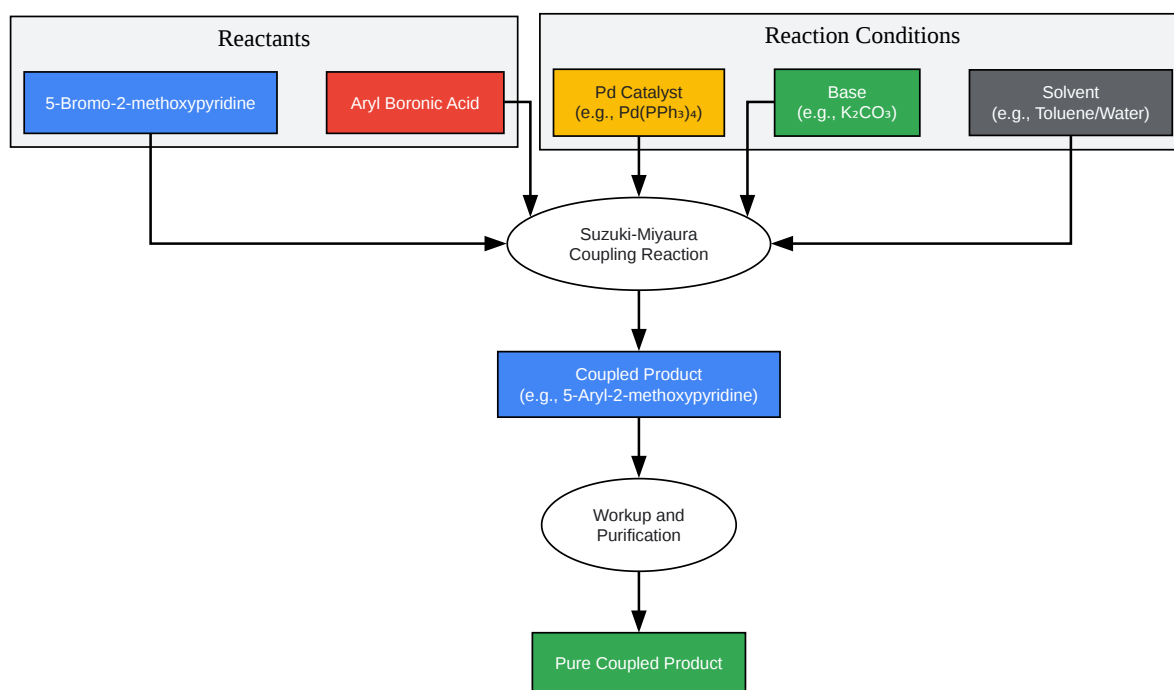 Reactants
Reaction Conditions
5-Bromo-2-methoxypyridine
Aryl Boronic Acid
Pd Catalyst
(e.g., Pd(PPh₃)₄)
Base
(e.g., K₂CO₃)
Solvent
(e.g., Toluene/Water)
Suzuki-Miyaura
Coupling Reaction
Coupled Product
(e.g., 5-Aryl-2-methoxypyridine)
Workup and
Purification
Pure Coupled Product